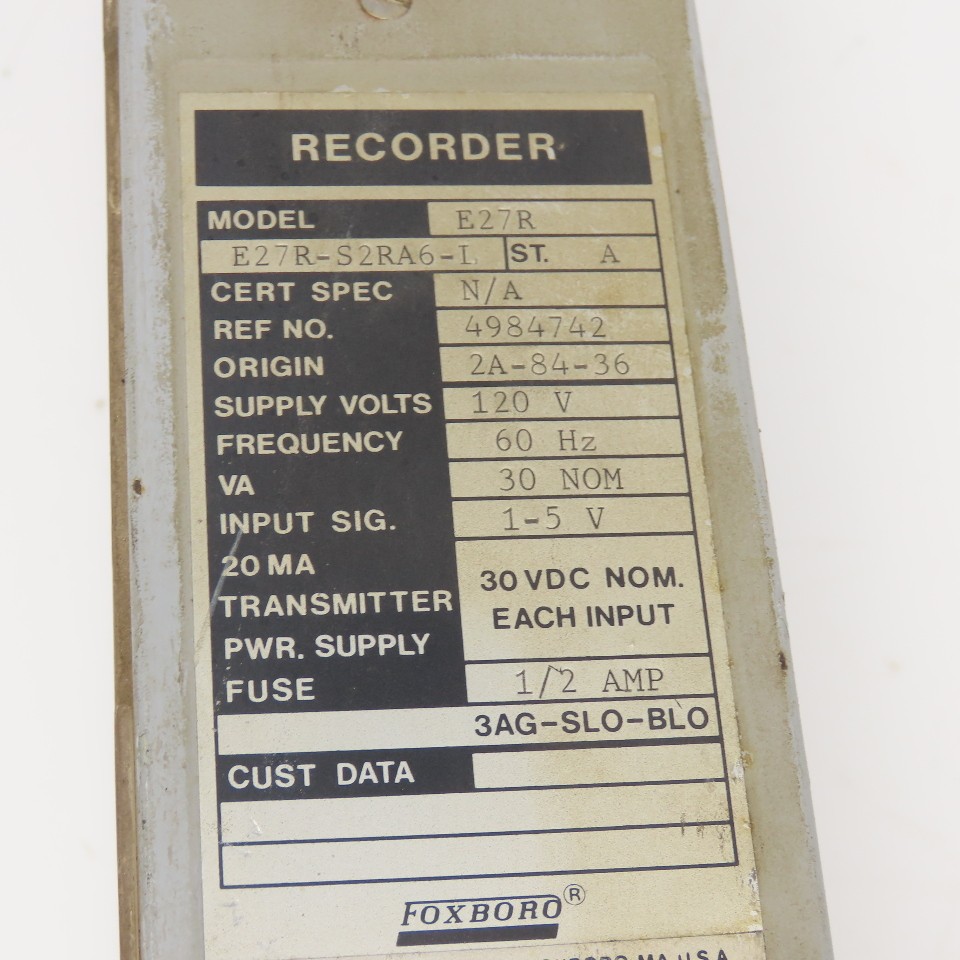 RECORDER
MODEL E27R
E27R-S2RA6-L ST. A
CERT SPEC N/A
REF NO. 4984742
ORIGIN 2A-84-36
SUPPLY VOLTS 120 V
FREQUENCY 60 Hz
VA 30 NOM
INPUT SIG. 1-5 V
20 MA
TRANSMITTER
PWR. SUPPLY
30 VDC NOM.
EACH INPUT
FUSE 1/2 AMP
3AG-SLO-BLO
CUST DATA
FOXBORO®
MA U.S.A.